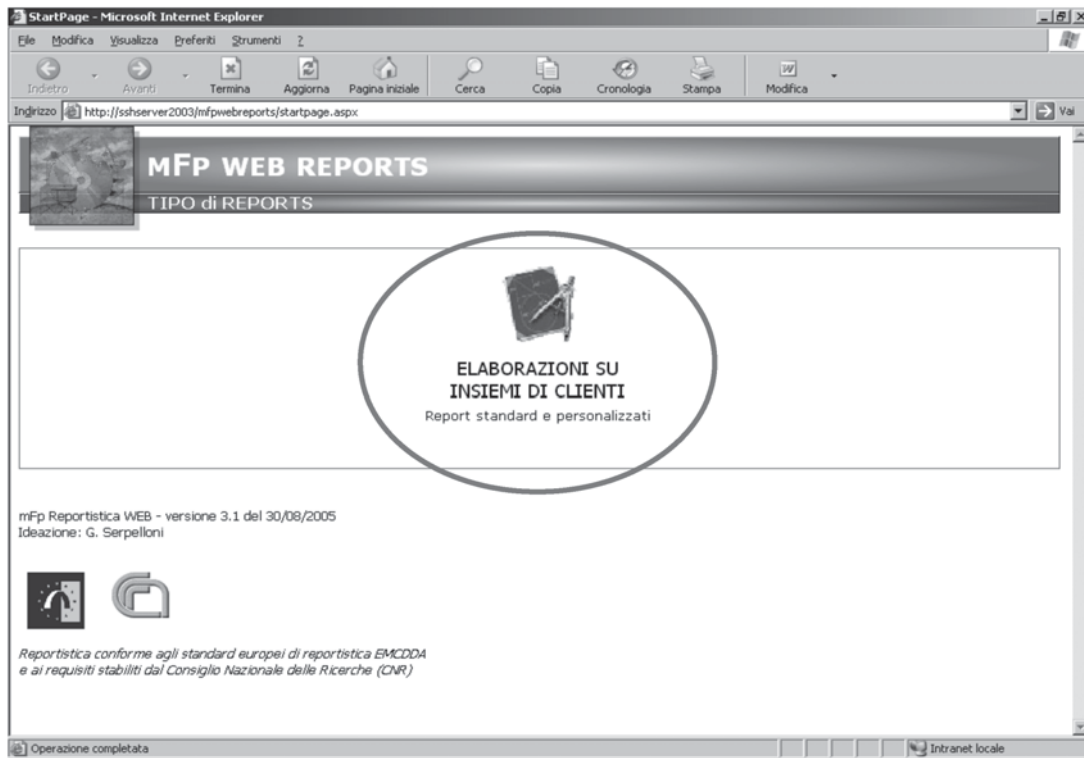 StartPage - Microsoft Internet Explorer
File Modifica Visualizza Preferiti Strumenti ?
Indietro Avanti Termina Aggiorna Pagina iniziale Cerca Copia Cronologia Stampa Modifica
Indirizzo http://sshserver2003/mfpwebreports/startpage.aspx Vai
MFP WEB REPORTS
TIPO di REPORTS
ELABORAZIONI SU
INSIEMI DI CLIENTI
Report standard e personalizzati
mFp Reportistica WEB - versione 3.1 del 30/08/2005
Ideazione: G. Serpelloni
Reportistica conforme agli standard europei di reportistica EMCDDA
e ai requisiti stabiliti dal Consiglio Nazionale delle Ricerche (CNR)
Operazione completata Intranet locale